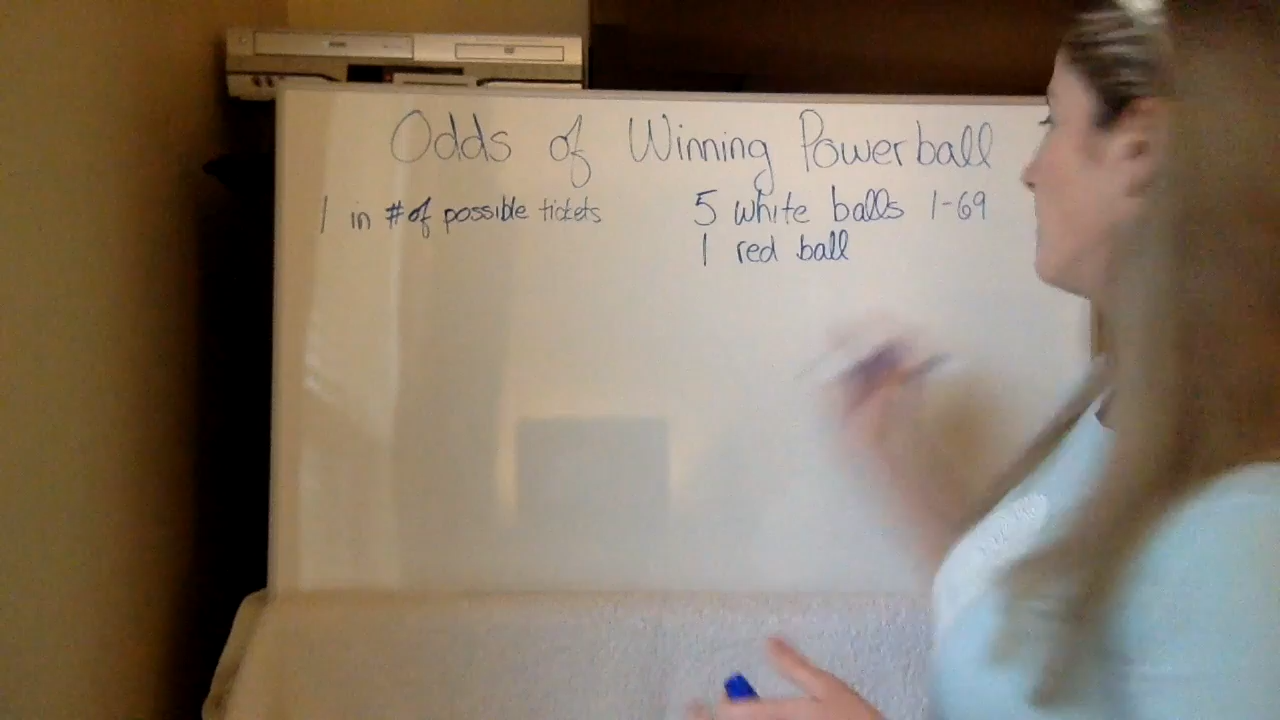 Odds of Winning Powerball
1 in # of possible tickets
5 white balls 1-69
1 red ball